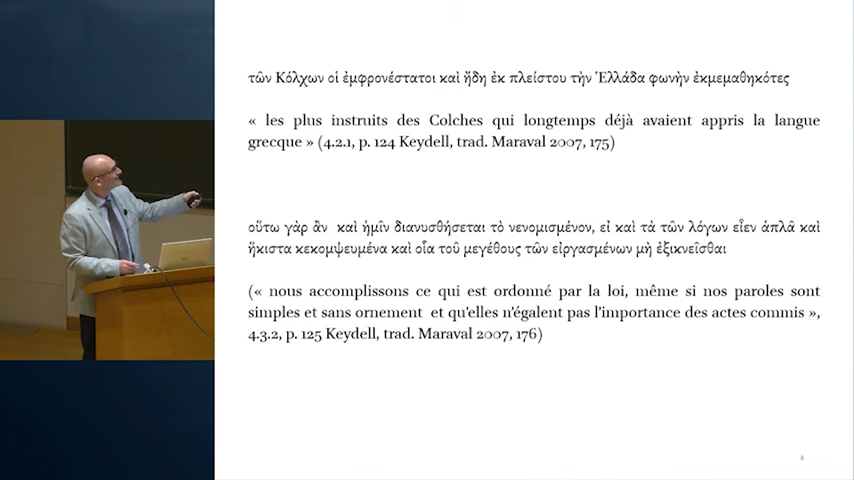 τῶν Κόλχων οἱ ἐμφρονέστατοι καὶ ἤδη ἐκ πλείστου τὴν Ἑλλάδα φωνὴν ἐκμεμαθηκότες
« les plus instruits des Colches qui longtemps déjà avaient appris la langue
grecque » (4.2.1, p. 124 Keydell, trad. Maraval 2007, 175)
οὕτω γὰρ ἂν καὶ ἡμῖν διανυσθήσεται τὸ νενομισμένον, εἰ καὶ τὰ τῶν λόγων εἶεν ἁπλᾶ καὶ
ἥκιστα κεκομψευμένα καὶ οἷα τοῦ μεγέθους τῶν εἰργασμένων μὴ ἐξικνεῖσθαι
(« nous accomplissons ce qui est ordonné par la loi, même si nos paroles sont
simples et sans ornement et qu’elles n’égalent pas l’importance des actes commis »,
4.3.2, p. 125 Keydell, trad. Maraval 2007, 176)
4